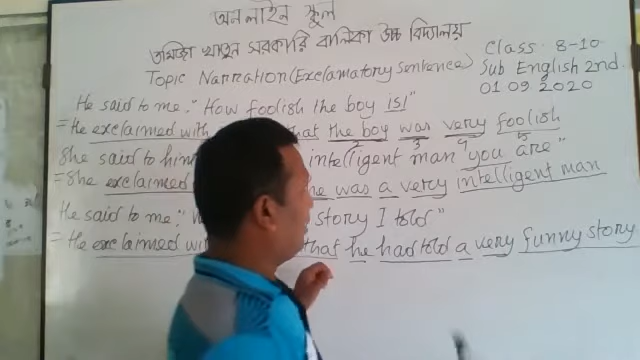 অনলাইন স্কুল
তমিজা খাতুন সরকারি বালিকা উচ্চ বিদ্যালয়
Class 8-10
Topic Narration (Exclamatory Sentence) Sub English 2nd
01 09 2020
He said to me, "How foolish the boy is!"
= He exclaimed with that the boy was very foolish
She said to him intelligent man you are"
= She exclaimed he was a very intelligent man
He said to me, story I told"
= He exclaimed that he had told a very funny story